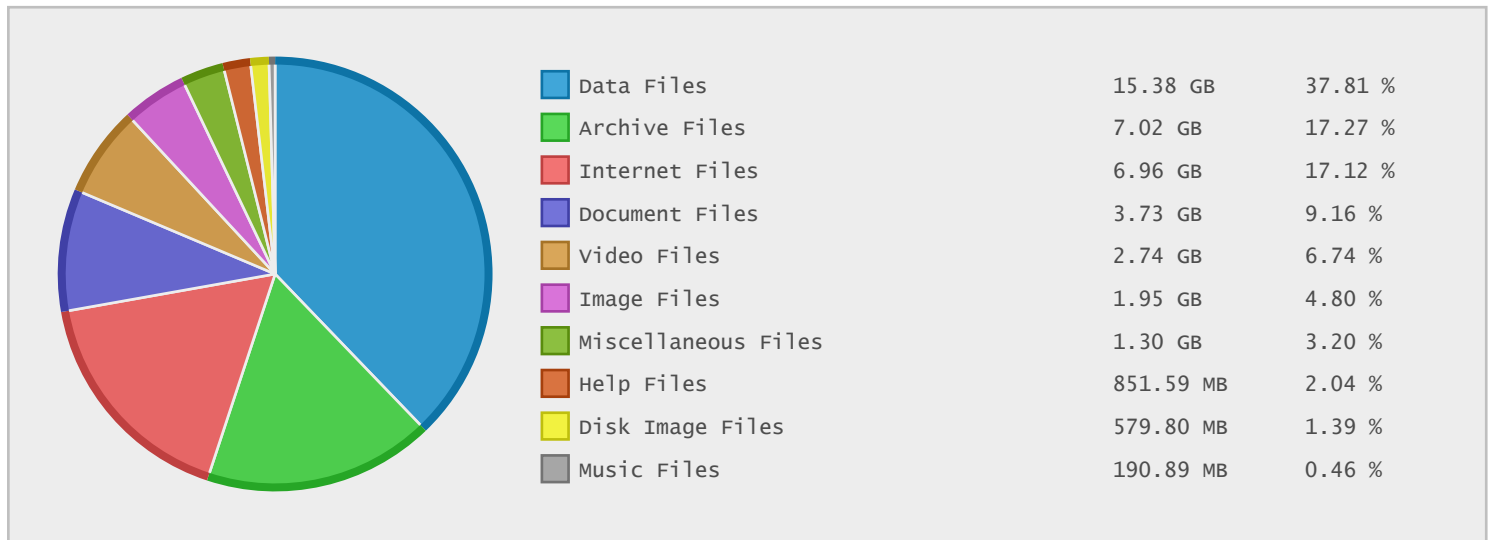 Data Files 15.38 GB 37.81 %
Archive Files 7.02 GB 17.27 %
Internet Files 6.96 GB 17.12 %
Document Files 3.73 GB 9.16 %
Video Files 2.74 GB 6.74 %
Image Files 1.95 GB 4.80 %
Miscellaneous Files 1.30 GB 3.20 %
Help Files 851.59 MB 2.04 %
Disk Image Files 579.80 MB 1.39 %
Music Files 190.89 MB 0.46 %